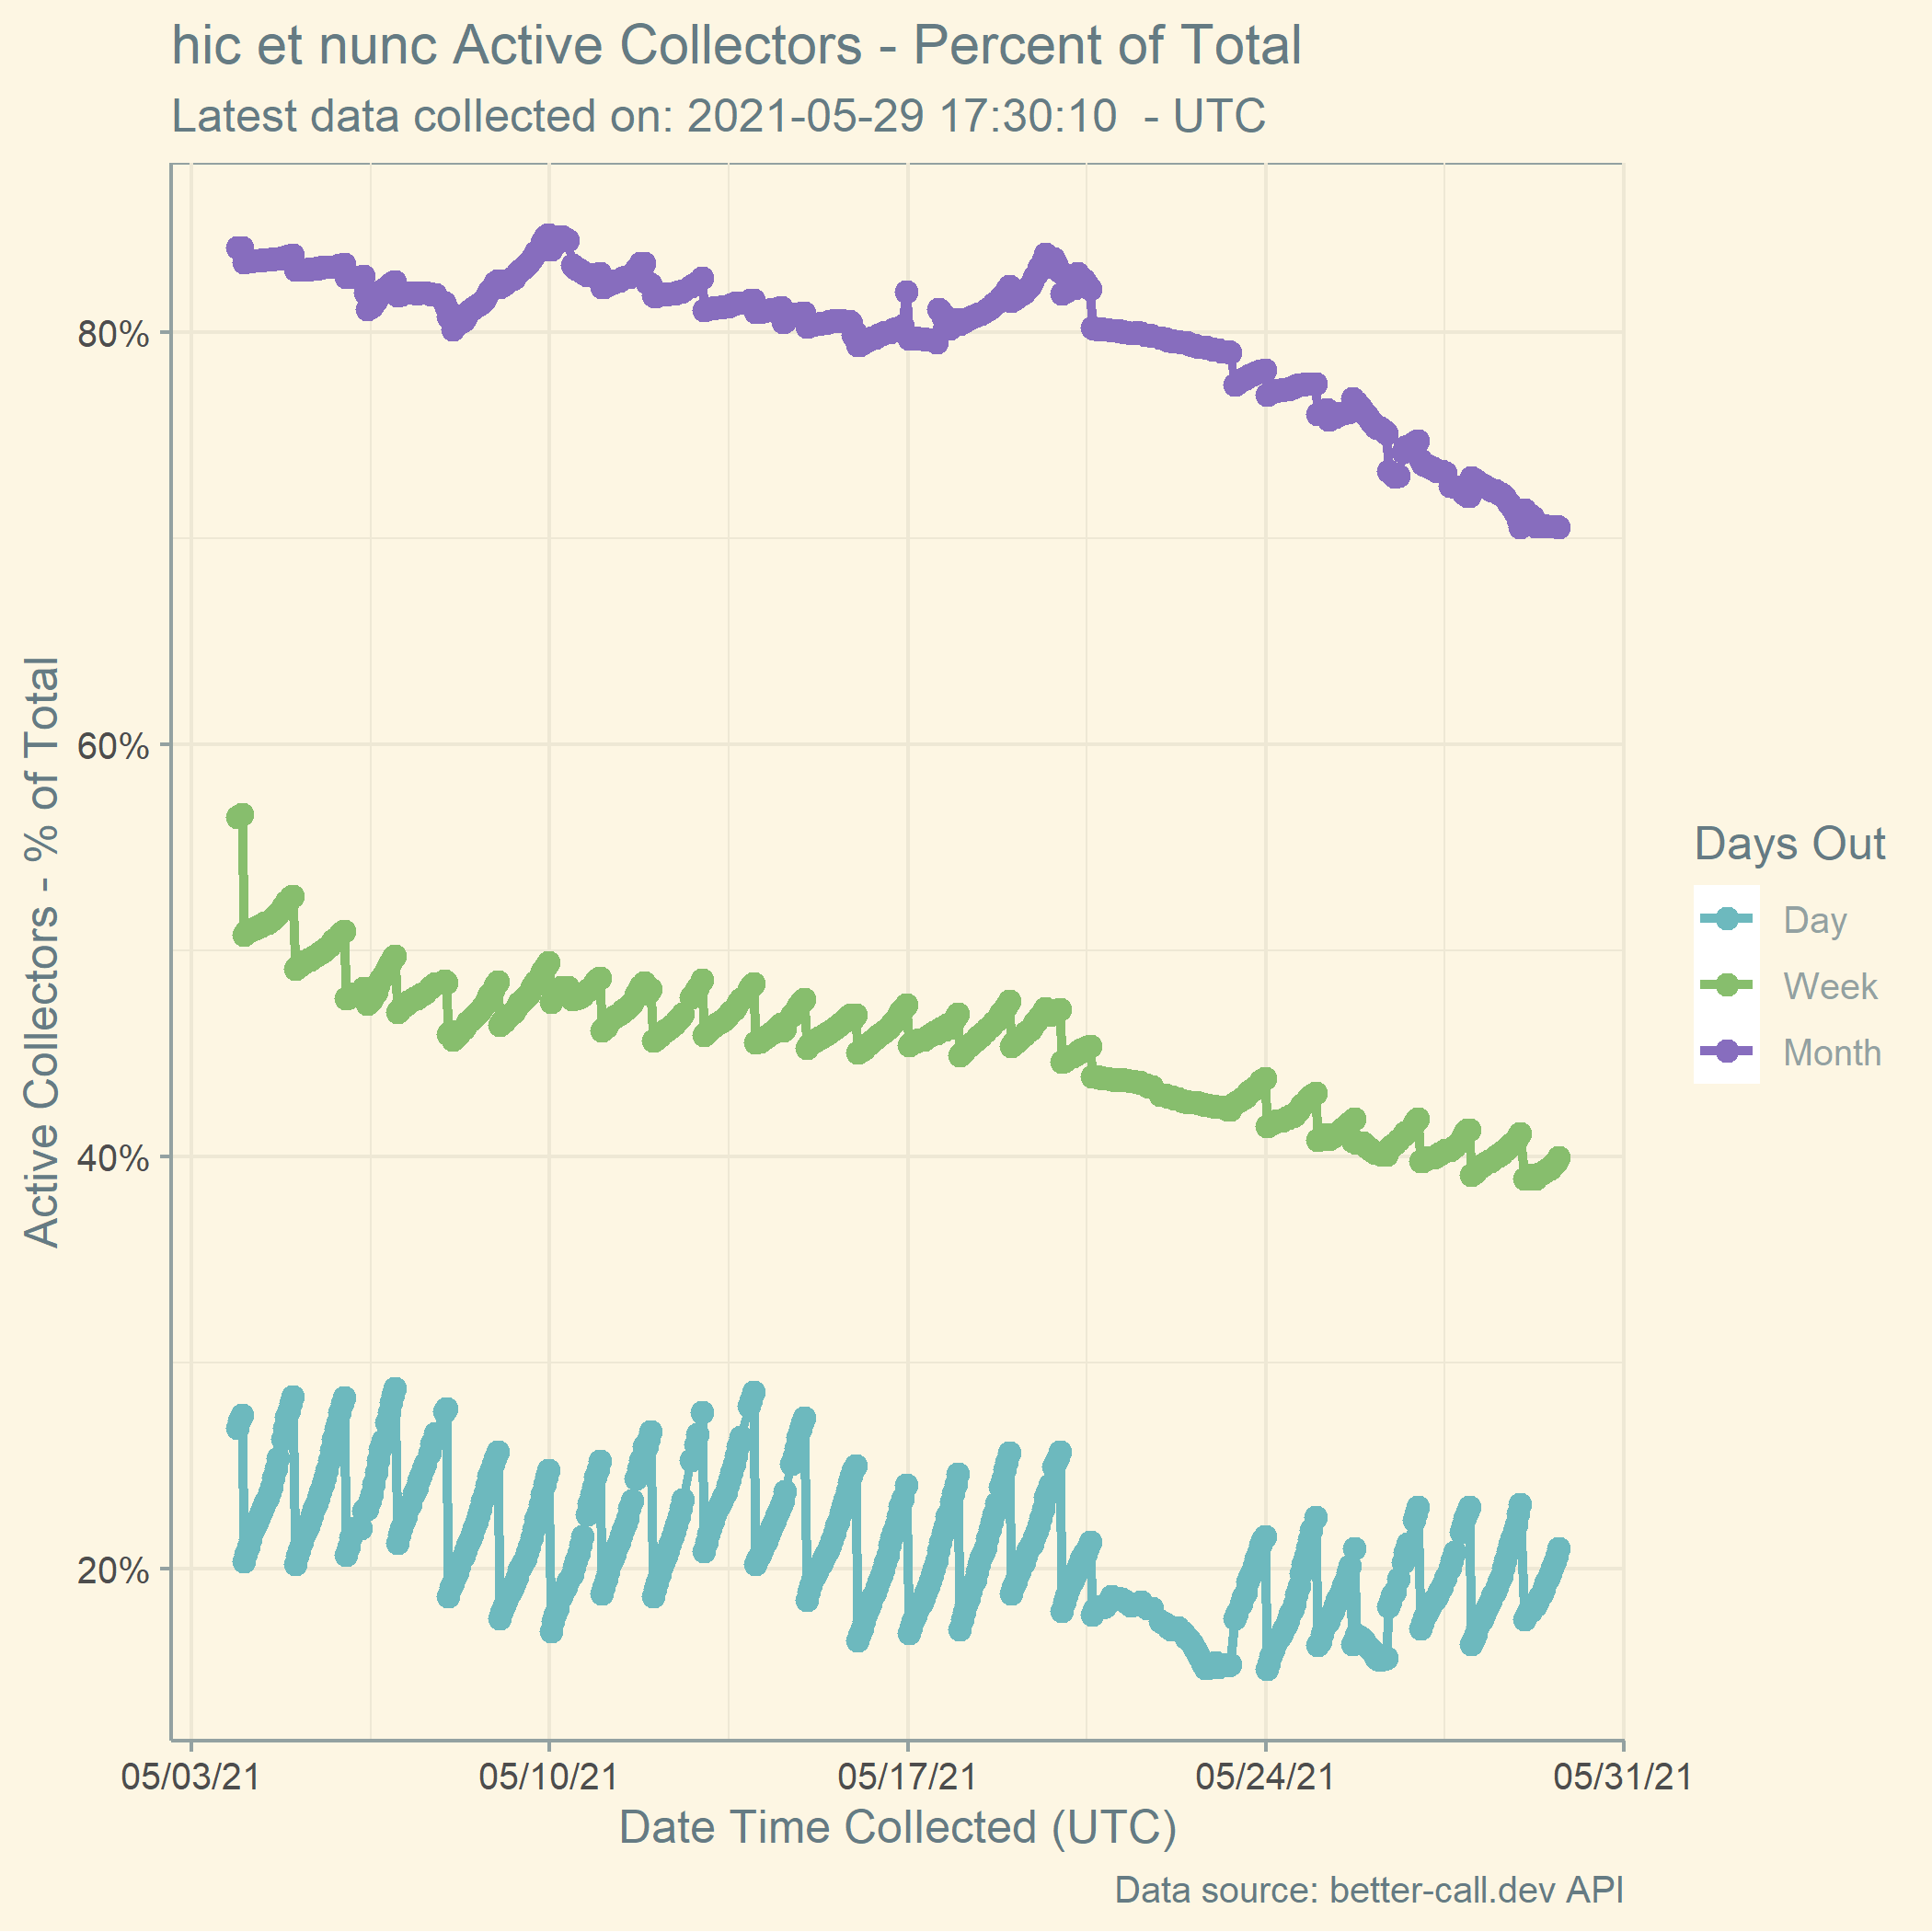 hic et nunc Active Collectors - Percent of Total
Latest data collected on: 2021-05-29 17:30:10  - UTC
Active Collectors - % of Total
80%
60%
40%
20%
05/03/21
05/10/21
05/17/21
05/24/21
05/31/21
Date Time Collected (UTC)
Days Out
Day
Week
Month
Data source: better-call.dev API